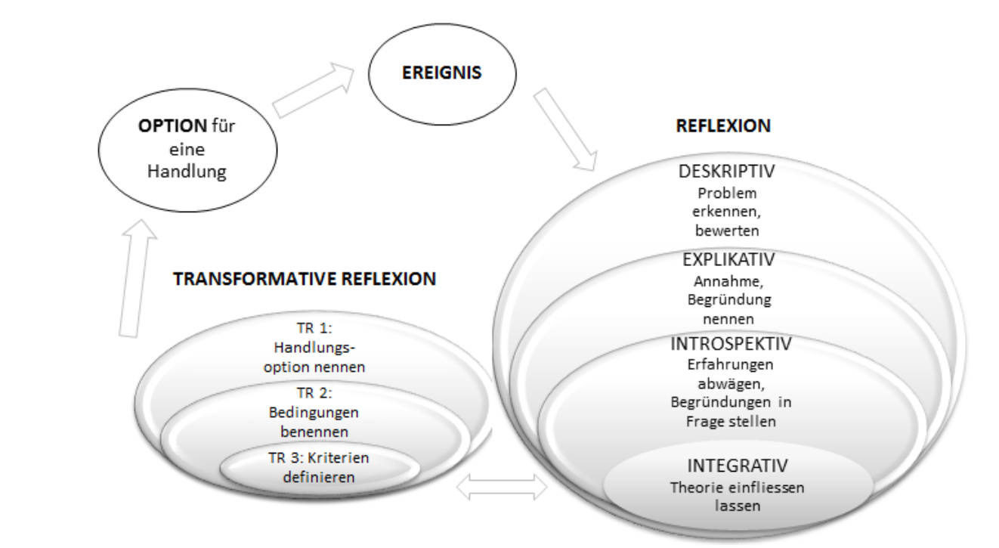 EREIGNIS
OPTION für
eine
Handlung
REFLEXION
DESKRIPTIV
Problem
erkennen,
bewerten
EXPLIKATIV
Annahme,
Begründung
nennen
INTROSPEKTIV
Erfahrungen
abwägen,
Begründungen in
Frage stellen
INTEGRATIV
Theorie einfliessen
lassen
TRANSFORMATIVE REFLEXION
TR 1:
Handlungs-
option nennen
TR 2:
Bedingungen
benennen
TR 3: Kriterien
definieren